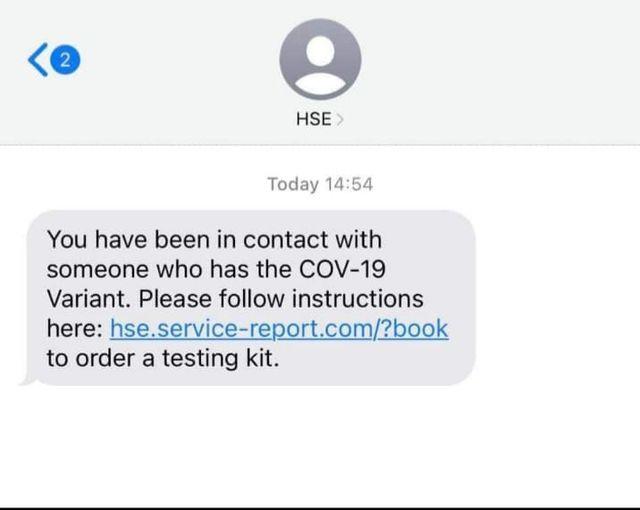 2
HSE
Today 14:54
You have been in contact with
someone who has the COV-19
Variant. Please follow instructions
here: hse.service-report.com/?book
to order a testing kit.